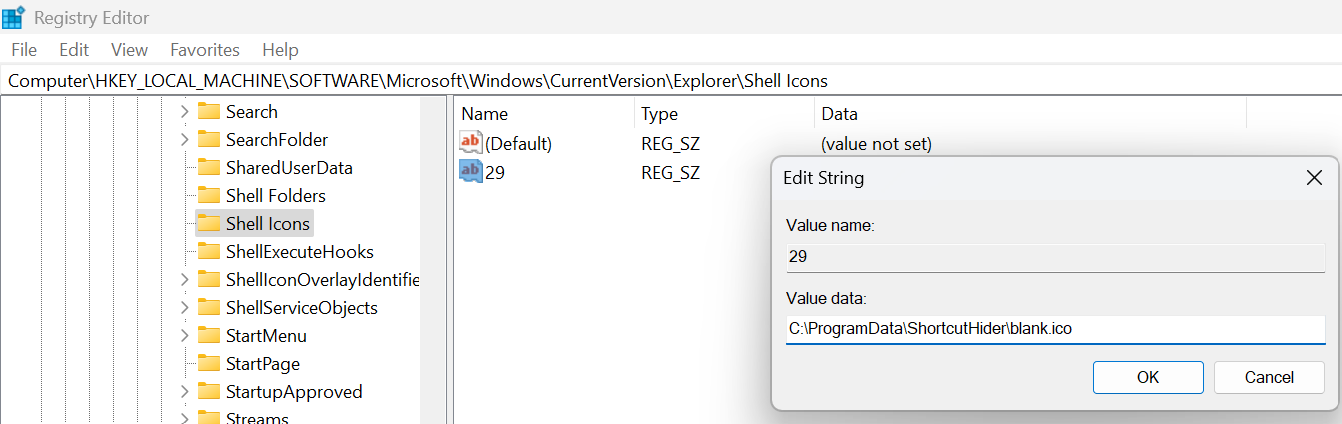 Registry Editor
File Edit View Favorites Help
Computer\HKEY_LOCAL_MACHINE\SOFTWARE\Microsoft\Windows\CurrentVersion\Explorer\Shell Icons
Search
SearchFolder
SharedUserData
Shell Folders
Shell Icons
ShellExecuteHooks
ShellIconOverlayIdentifie
ShellServiceObjects
StartMenu
StartPage
StartupApproved
Streams
Name Type Data
ab (Default) REG_SZ (value not set)
ab 29 REG_SZ
Edit String
Value name:
29
Value data:
C:\ProgramData\ShortcutHider\blank.ico
OK Cancel